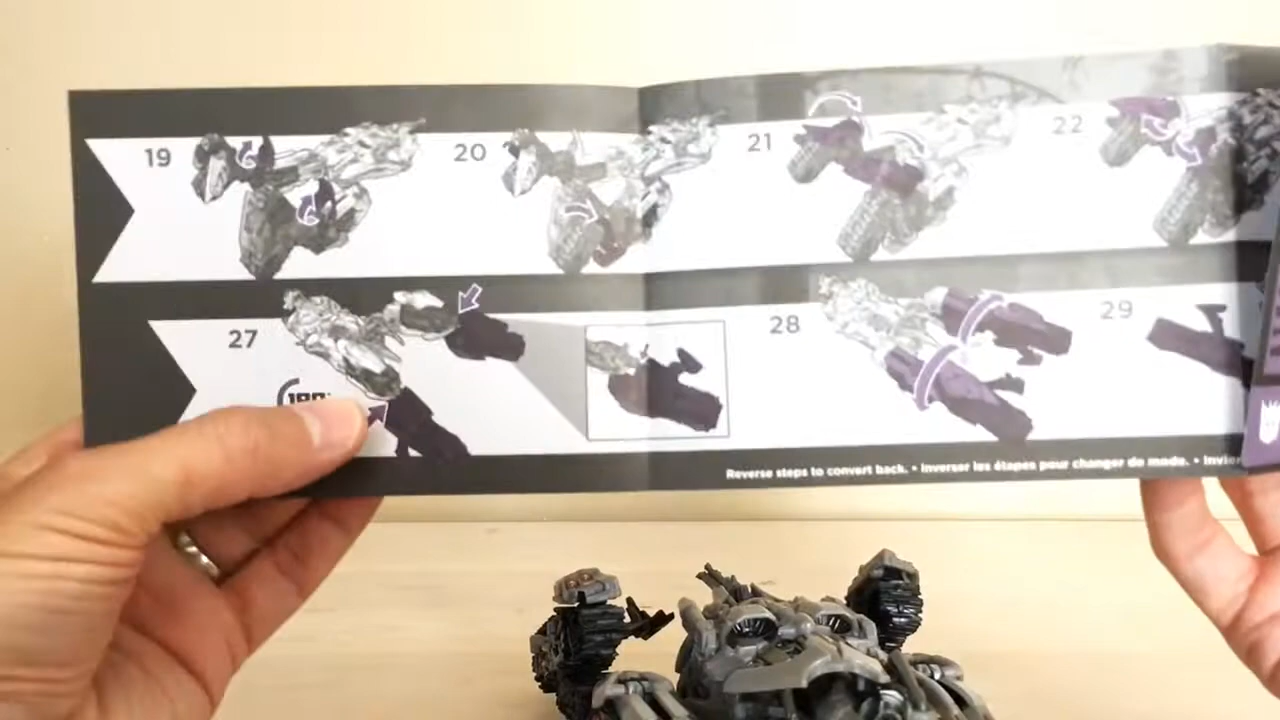 19 20 21 22
27 28 29
180°
Reverse steps to convert back. • Inverser les étapes pour changer de mode. •